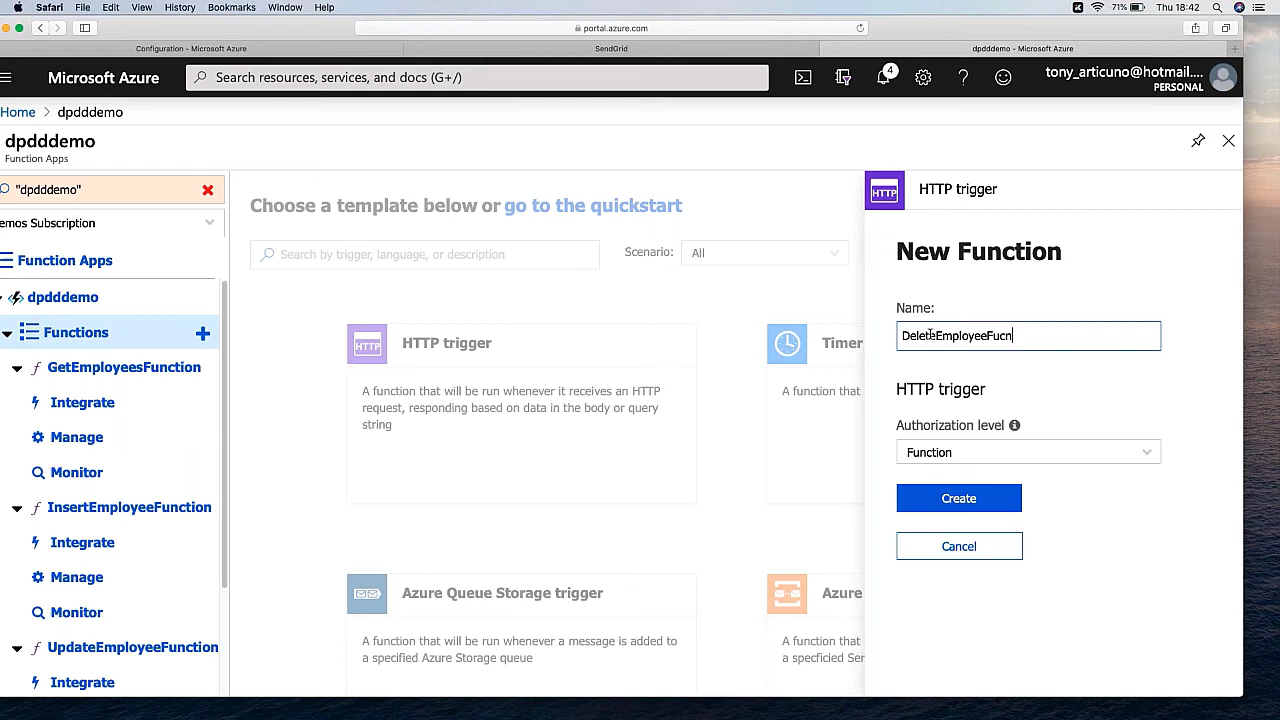 Safari File Edit View History Bookmarks Window Help 71% Thu 18:42
portal.azure.com
Configuration - Microsoft Azure SendGrid dpdddemo - Microsoft Azure
Microsoft Azure Search resources, services, and docs (G+/) 4 tony_articuno@hotmail....
PERSONAL
Home > dpdddemo
dpdddemo
Function Apps
"dpdddemo"
emos Subscription
Function Apps
dpdddemo
Functions
GetEmployeesFunction
Integrate
Manage
Monitor
InsertEmployeeFunction
Integrate
Manage
Monitor
UpdateEmployeeFunction
Integrate
Choose a template below or go to the quickstart
Search by trigger, language, or description Scenario: All
HTTP HTTP trigger
A function that will be run whenever it receives an HTTP
request, responding based on data in the body or query
string
Timer
A function that
Azure Queue Storage trigger
A function that will be run whenever a message is added to
a specified Azure Storage queue
Azure
A function that
a specficied Ser
HTTP HTTP trigger
New Function
Name:
DeleteEmployeeFucn
HTTP trigger
Authorization level
Function
Create
Cancel